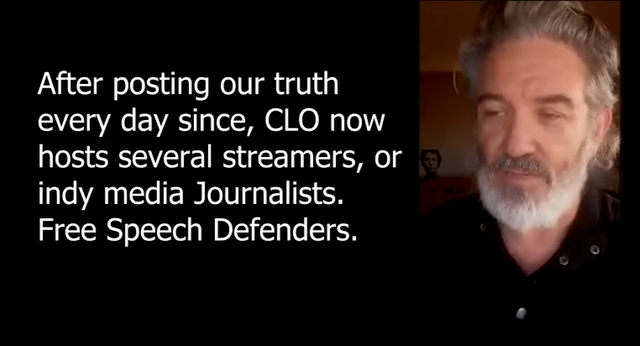 After posting our truth
every day since, CLO now
hosts several streamers, or
indy media Journalists.
Free Speech Defenders.